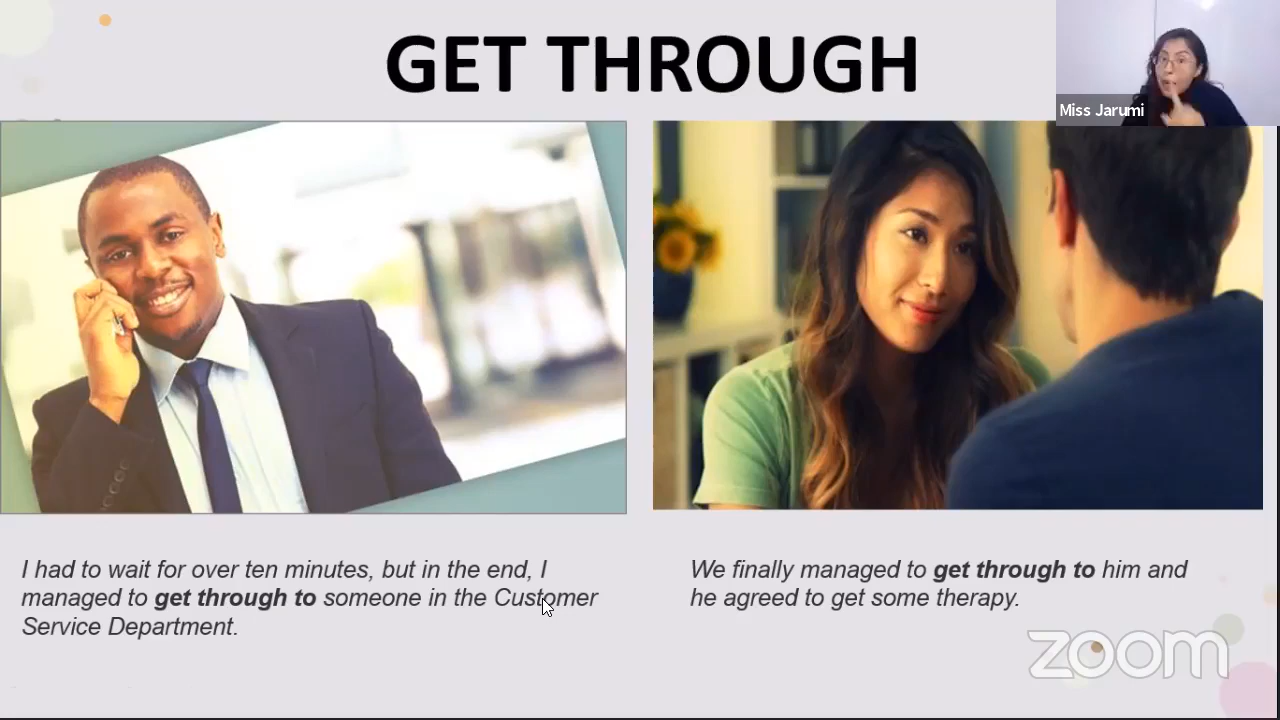 GET THROUGH
Miss Jarumi
I had to wait for over ten minutes, but in the end, I
managed to get through to someone in the Customer
Service Department.
We finally managed to get through to him and
he agreed to get some therapy.
zoom